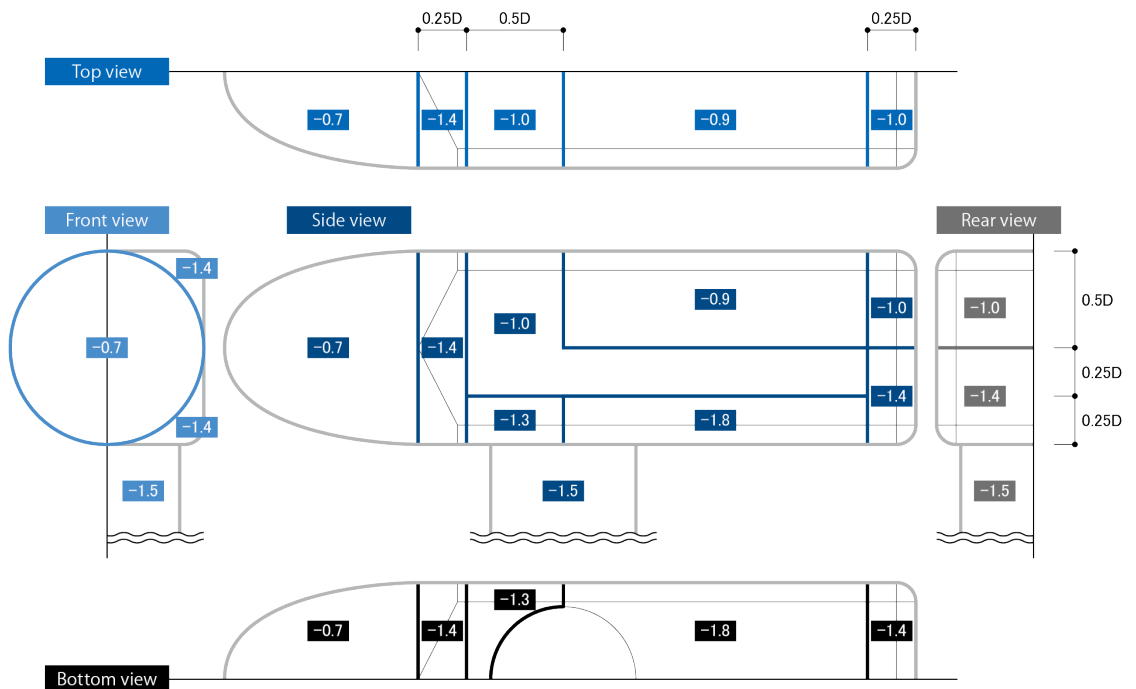 0.25D 0.5D 0.25D
Top view
−0.7 −1.4 −1.0 −0.9 −1.0
Front view Side view Rear view
−1.4 −0.9 −1.0 −1.0 0.5D
−1.0
−0.7 −0.7 −1.4
0.25D
−1.4 −1.4
−1.4 −1.3 −1.8 0.25D
−1.5 −1.5 −1.5
−1.3
−0.7 −1.4 −1.8 −1.4
Bottom view